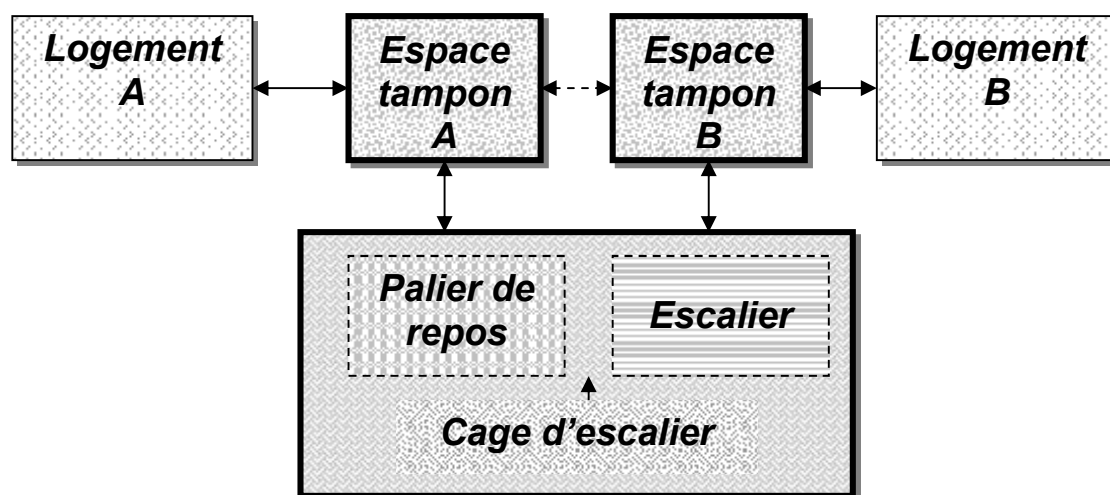 Logement
A
Espace
tampon
A
Espace
tampon
B
Logement
B
Palier de
repos
Escalier
Cage d’escalier